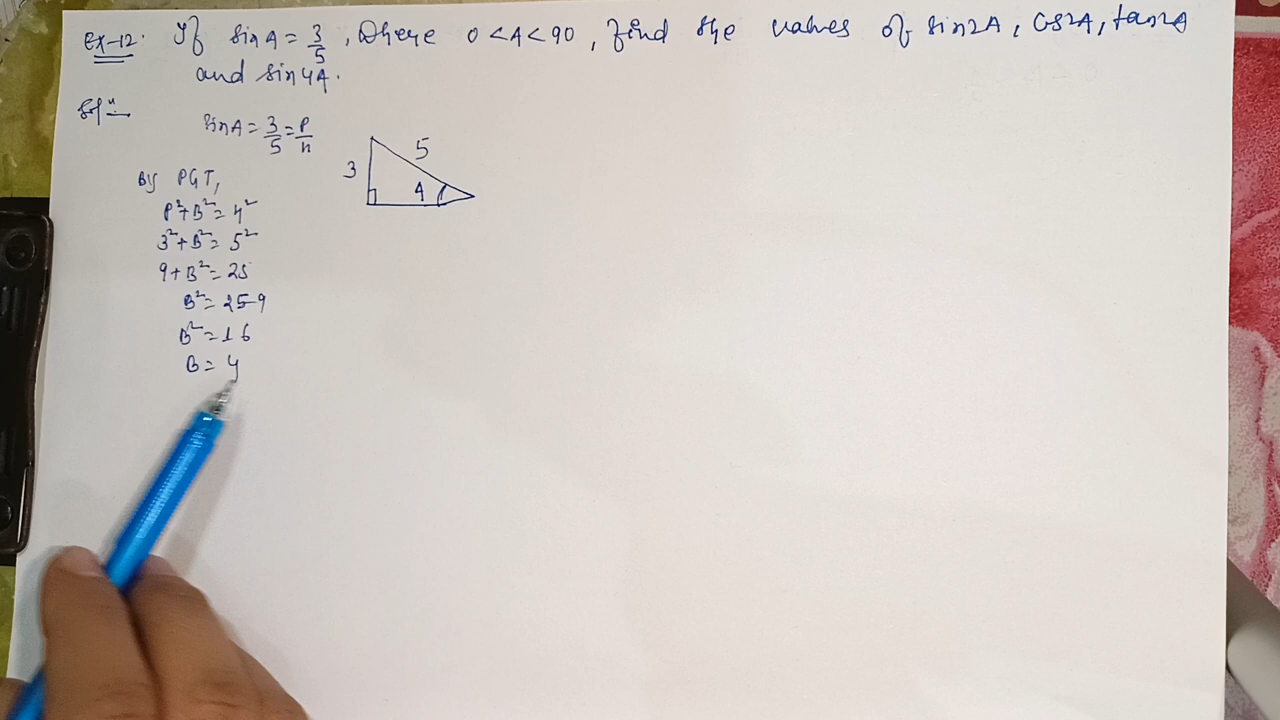 Ex-12. If sinA = 3/5, where 0<A<90, find the values of sin2A, cos2A, tan2A
and sin4A.
Solⁿ
sinA = 3/5 = P/h
3 5 A
By PGT,
P²+B² = h²
3²+B² = 5²
9+B² = 25
B² = 25-9
B² = 16
B = 4